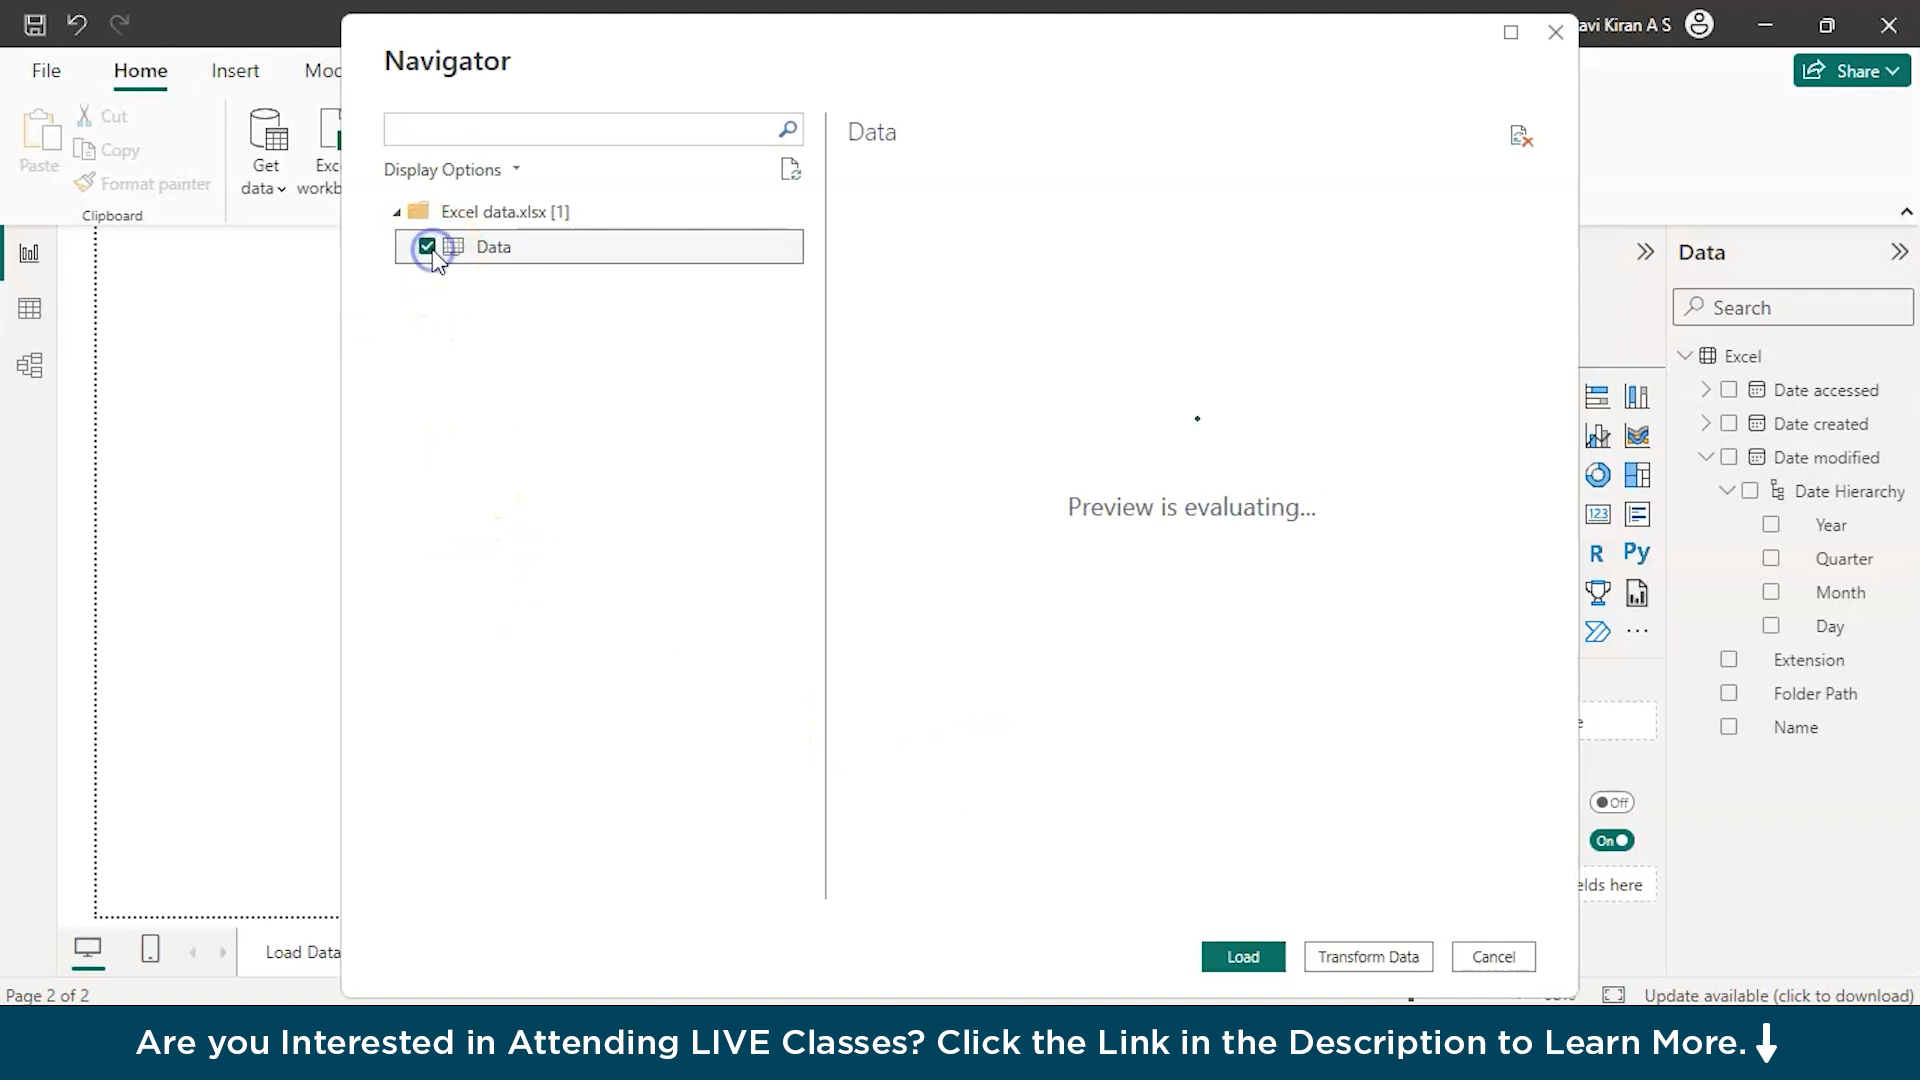 avi Kiran A S
File
Home
Insert
Mod
Share
Paste
Cut
Copy
Format painter
Clipboard
Get
data
Exc
workb
Navigator
Display Options
Excel data.xlsx [1]
Data
Data
Preview is evaluating...
Load
Transform Data
Cancel
Data
Search
Excel
Date accessed
Date created
Date modified
Date Hierarchy
Year
Quarter
Month
Day
Extension
Folder Path
Name
123
R
Py
Off
On
elds here
Load Data
Page 2 of 2
Update available (click to download)
Are you Interested in Attending LIVE Classes? Click the Link in the Description to Learn More.